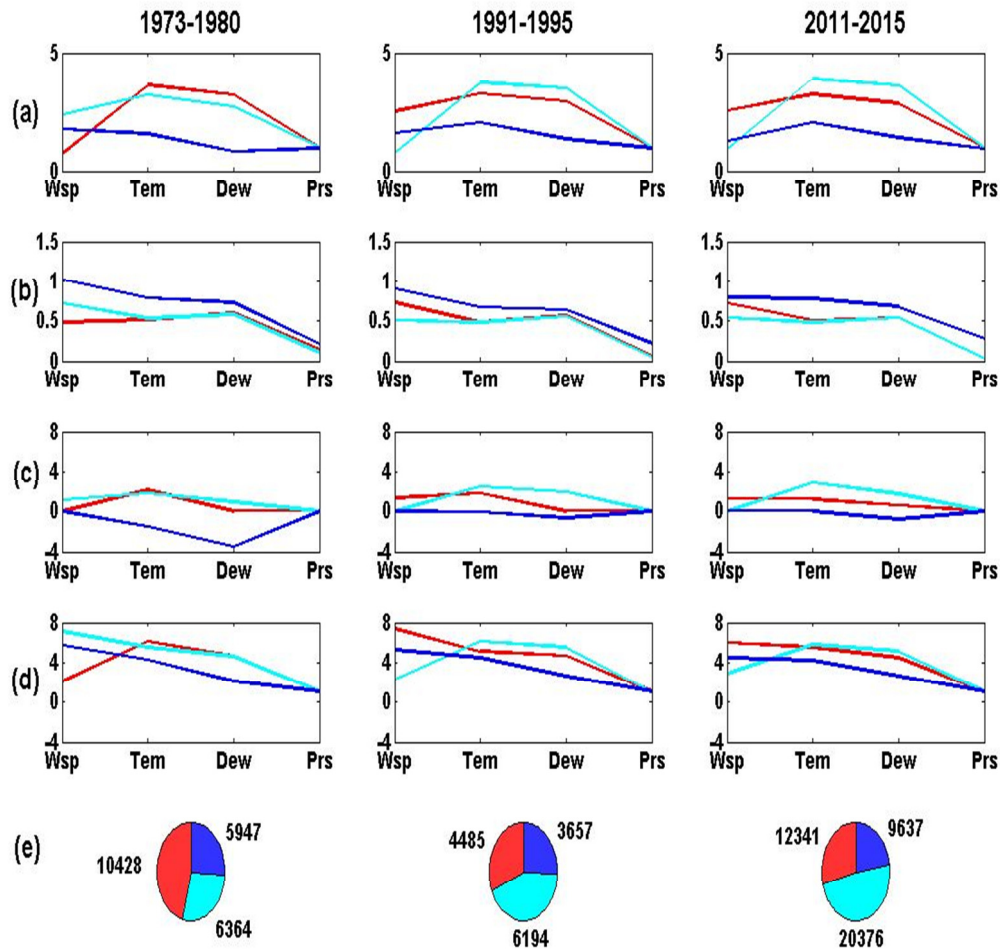 1973-1980 1991-1995 2011-2015
(a)
5 5 5
0 0 0
Wsp Tem Dew Prs Wsp Tem Dew Prs Wsp Tem Dew Prs
(b)
1.5 1.5 1.5
1 1 1
0.5 0.5 0.5
0 0 0
Wsp Tem Dew Prs Wsp Tem Dew Prs Wsp Tem Dew Prs
(c)
8 8 8
4 4 4
0 0 0
-4 -4 -4
Wsp Tem Dew Prs Wsp Tem Dew Prs Wsp Tem Dew Prs
(d)
8 8 8
4 4 4
0 0 0
-4 -4 -4
Wsp Tem Dew Prs Wsp Tem Dew Prs Wsp Tem Dew Prs
(e)
10428 5947 4485 3657 12341 9637
6364 6194 20376